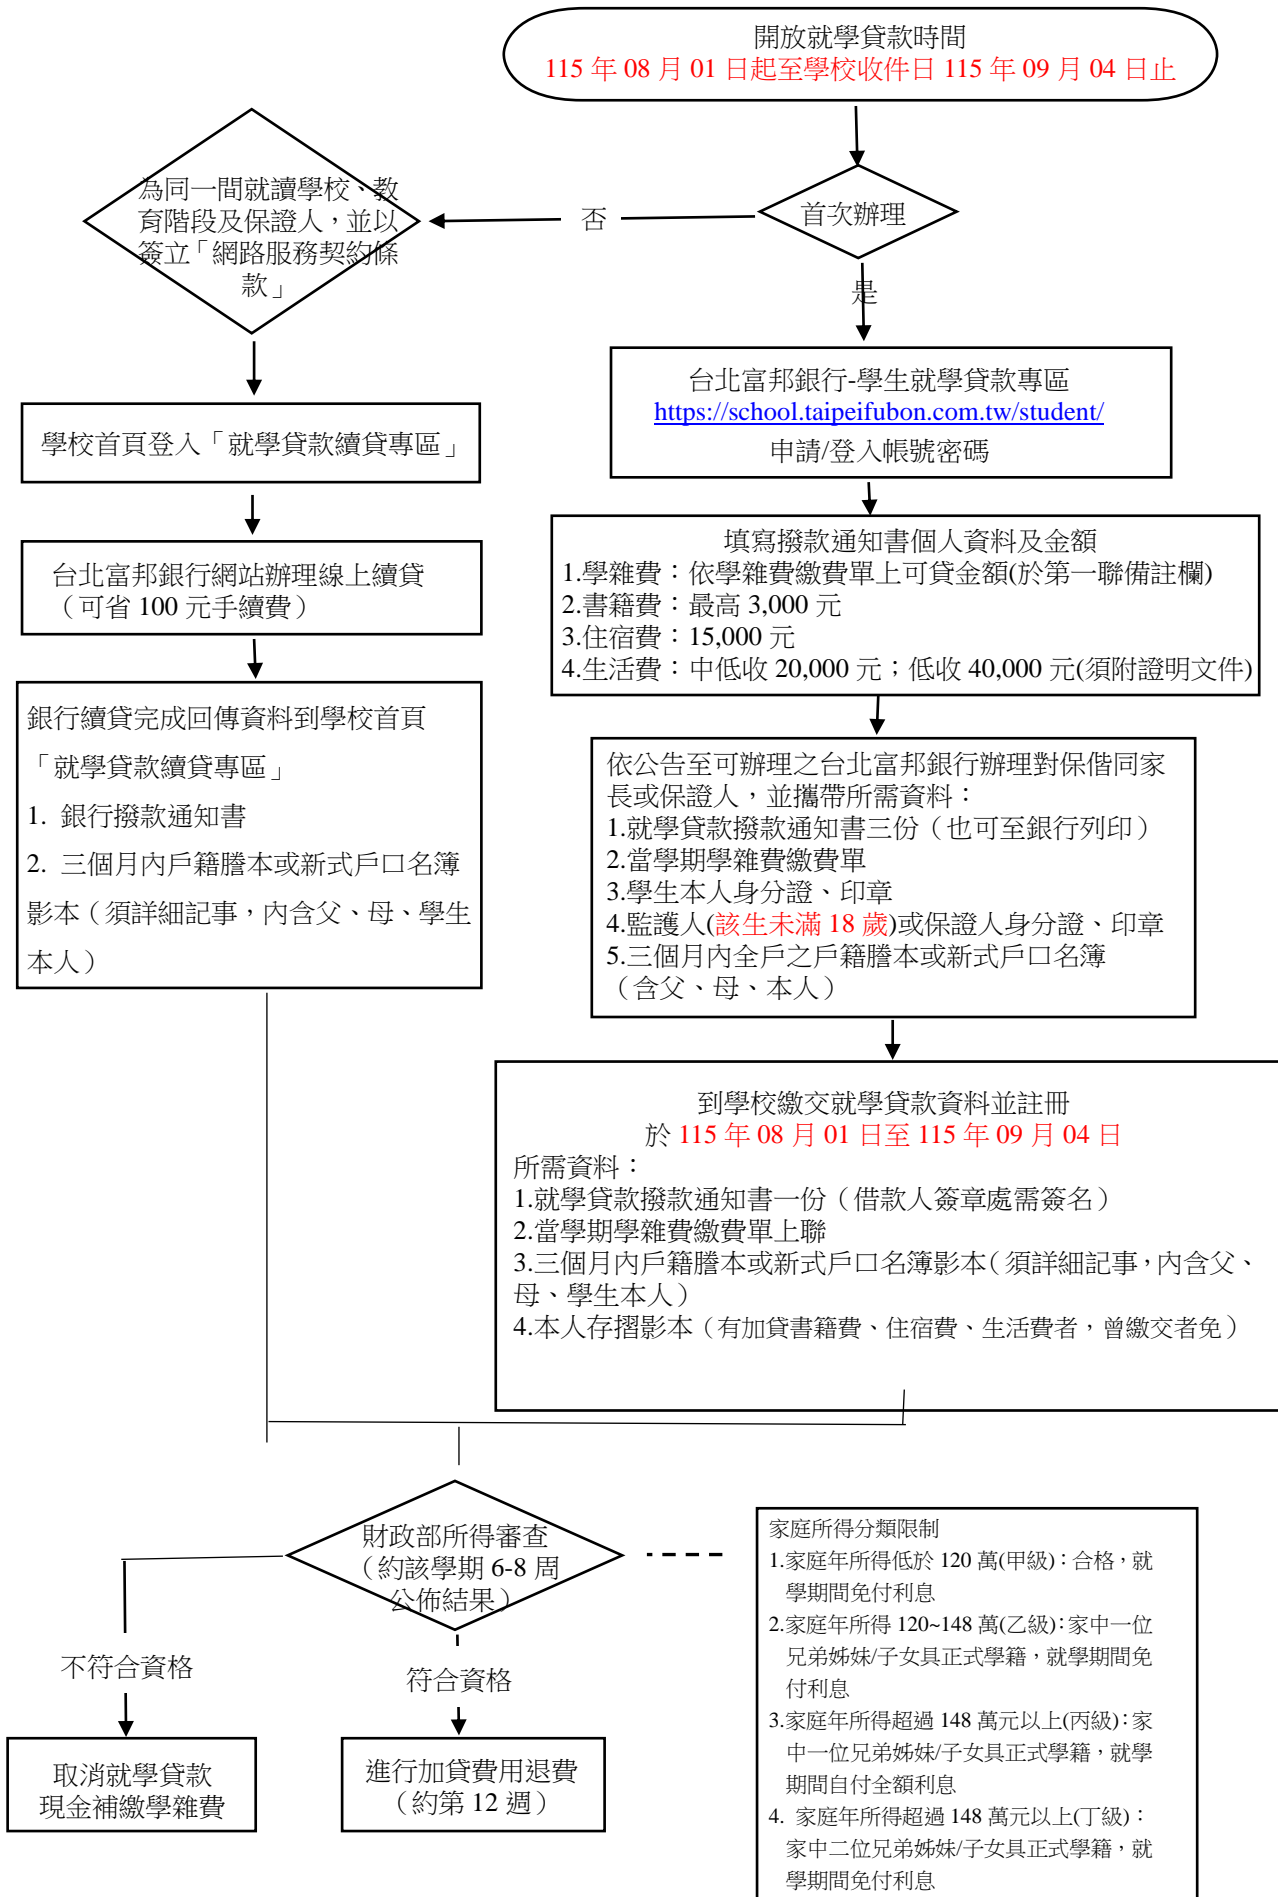 開放就學貸款時間
115 年 08 月 01 日起至學校收件日 115 年 09 月 04 日止
首次辦理
否
是
為同一間就讀學校、教
育階段及保證人，並以
簽立「網路服務契約條
款」
學校首頁登入「就學貸款續貸專區」
台北富邦銀行網站辦理線上續貸
（可省 100 元手續費）
銀行續貸完成回傳資料到學校首頁
「就學貸款續貸專區」
1. 銀行撥款通知書
2. 三個月內戶籍謄本或新式戶口名簿
影本（須詳細記事，內含父、母、學生
本人）
台北富邦銀行-學生就學貸款專區
https://school.taipeifubon.com.tw/student/
申請/登入帳號密碼
填寫撥款通知書個人資料及金額
1.學雜費：依學雜費繳費單上可貸金額(於第一聯備註欄)
2.書籍費：最高 3,000 元
3.住宿費：15,000 元
4.生活費：中低收 20,000 元；低收 40,000 元(須附證明文件)
依公告至可辦理之台北富邦銀行辦理對保偕同家
長或保證人，並攜帶所需資料：
1.就學貸款撥款通知書三份（也可至銀行列印）
2.當學期學雜費繳費單
3.學生本人身分證、印章
4.監護人(該生未滿 18 歲)或保證人身分證、印章
5.三個月內全戶之戶籍謄本或新式戶口名簿
（含父、母、本人）
到學校繳交就學貸款資料並註冊
於 115 年 08 月 01 日至 115 年 09 月 04 日
所需資料：
1.就學貸款撥款通知書一份（借款人簽章處需簽名）
2.當學期學雜費繳費單上聯
3.三個月內戶籍謄本或新式戶口名簿影本（須詳細記事，內含父、
母、學生本人）
4.本人存摺影本（有加貸書籍費、住宿費、生活費者，曾繳交者免）
財政部所得審查
（約該學期 6-8 周
公佈結果）
不符合資格
符合資格
取消就學貸款
現金補繳學雜費
進行加貸費用退費
（約第 12 週）
家庭所得分類限制
1.家庭年所得低於 120 萬(甲級)：合格，就
學期間免付利息
2.家庭年所得 120~148 萬(乙級)：家中一位
兄弟姊妹/子女具正式學籍，就學期間免
付利息
3.家庭年所得超過 148 萬元以上(丙級)：家
中一位兄弟姊妹/子女具正式學籍，就學
期間自付全額利息
4. 家庭年所得超過 148 萬元以上(丁級)：
家中二位兄弟姊妹/子女具正式學籍，就
學期間免付利息